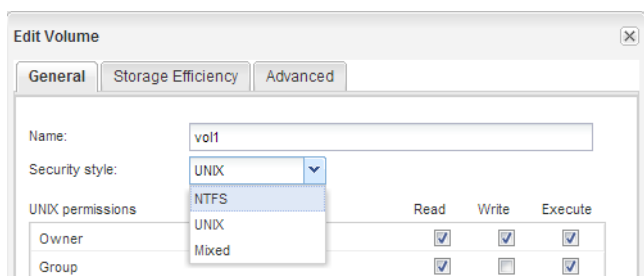 Edit Volume
General Storage Efficiency Advanced
Name: vol1
Security style: UNIX
NTFS
UNIX permissions Read Write Execute
UNIX
Owner
Mixed
Group